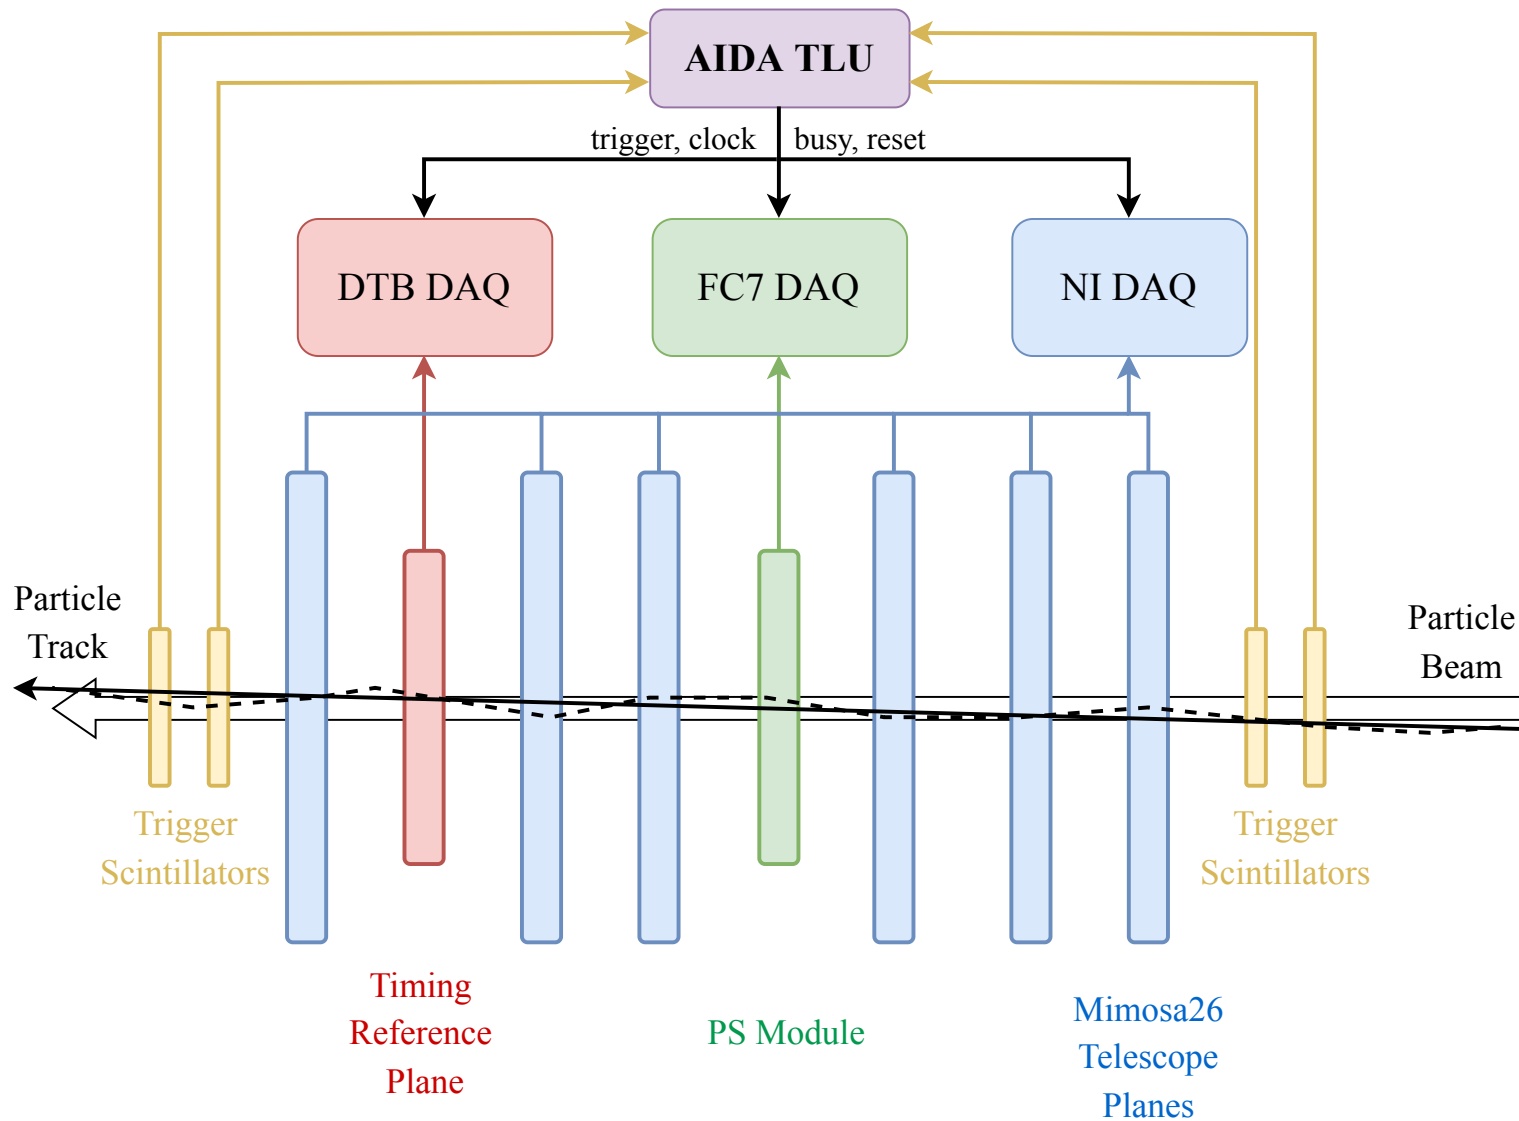 AIDA TLU
trigger, clock
busy, reset
DTB DAQ
FC7 DAQ
NI DAQ
Particle
Track
Particle
Beam
Trigger
Scintillators
Trigger
Scintillators
Timing
Reference
Plane
PS Module
Mimosa26
Telescope
Planes